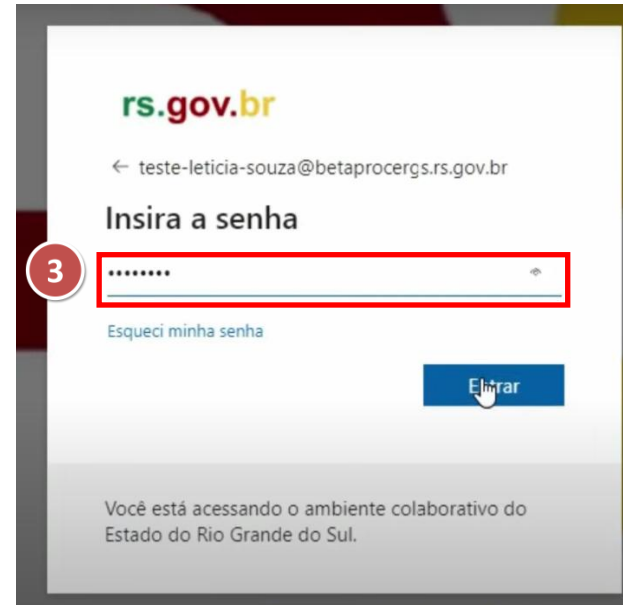 rs.gov.br
← teste-leticia-souza@betaprocergs.rs.gov.br
Insira a senha
3
••••••••
Esqueci minha senha
Entrar
Você está acessando o ambiente colaborativo do
Estado do Rio Grande do Sul.